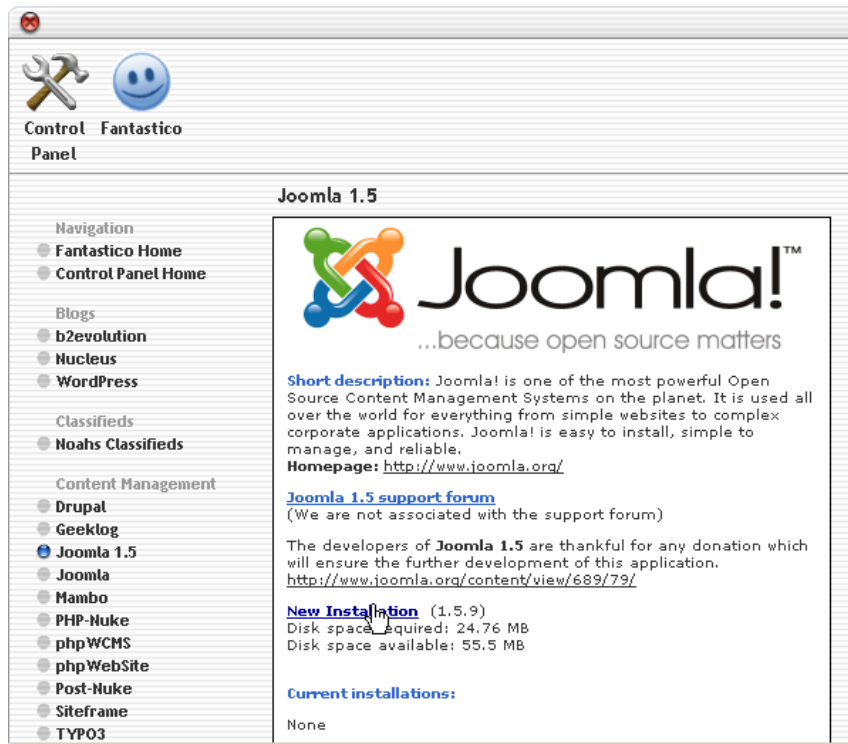 Control Panel
Fantastico
Joomla 1.5
Navigation
Fantastico Home
Control Panel Home
Blogs
b2evolution
Nucleus
WordPress
Classifieds
Noahs Classifieds
Content Management
Drupal
Geeklog
Joomla 1.5
Joomla
Mambo
PHP-Nuke
phpWCMS
phpWebSite
Post-Nuke
Siteframe
TYPO3
Joomla!™
...because open source matters
Short description: Joomla! is one of the most powerful Open
Source Content Management Systems on the planet. It is used all
over the world for everything from simple websites to complex
corporate applications. Joomla! is easy to install, simple to
manage, and reliable.
Homepage: http://www.joomla.org/
Joomla 1.5 support forum
(We are not associated with the support forum)
The developers of Joomla 1.5 are thankful for any donation which
will ensure the further development of this application.
http://www.joomla.org/content/view/689/79/
New Installation (1.5.9)
Disk space required: 24.76 MB
Disk space available: 55.5 MB
Current installations:
None